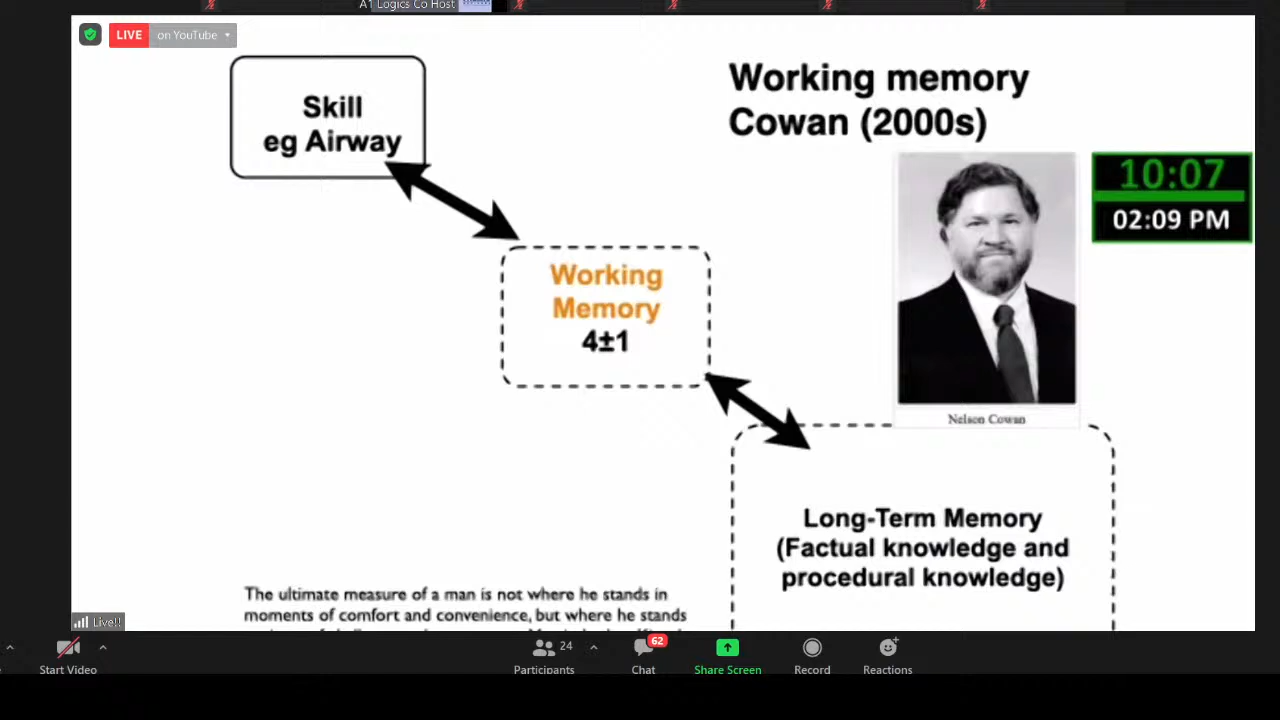 A1 Logics Co Host
LIVE on YouTube
Skill
eg Airway
Working memory
Cowan (2000s)
10:07
02:09 PM
Working
Memory
4±1
Nelson Cowan
Long-Term Memory
(Factual knowledge and
procedural knowledge)
The ultimate measure of a man is not where he stands in
moments of comfort and convenience, but where he stands
Live!!
24
62
Start Video
Participants
Chat
Share Screen
Record
Reactions